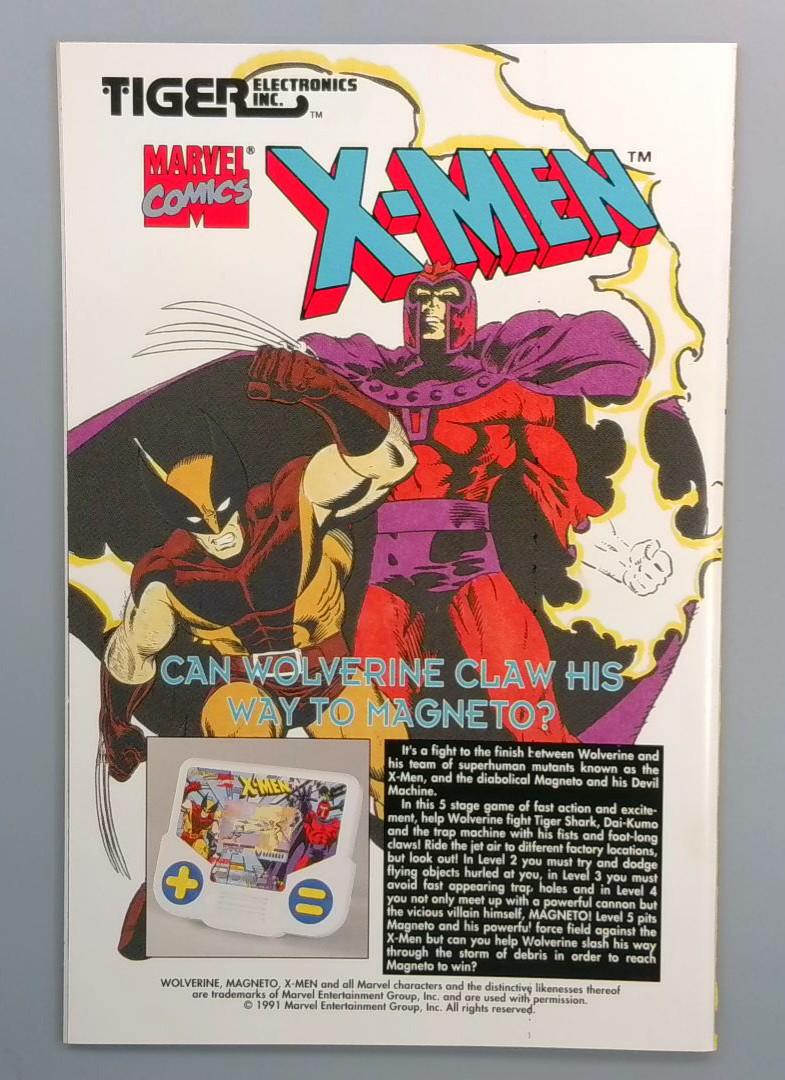 TIGER ELECTRONICS INC.™
MARVEL COMICS® X-MEN™
CAN WOLVERINE CLAW HIS
WAY TO MAGNETO?
X-MEN
It's a fight to the finish between Wolverine and
his team of superhuman mutants known as the
X-Men, and the diabolical Magneto and his Devil
Machine.
In this 5 stage game of fast action and excite-
ment, help Wolverine fight Tiger Shark, Dai-Kumo
and the trap machine with his fists and foot-long
claws! Ride the jet air to different factory locations,
but look out! In Level 2 you must try and dodge
flying objects hurled at you, in Level 3 you must
avoid fast appearing trap holes and in Level 4
you not only meet up with a powerful cannon but
the vicious villain himself, MAGNETO! Level 5 pits
Magneto and his powerful force field against the
X-Men but can you help Wolverine slash his way
through the storm of debris in order to reach
Magneto to win?
WOLVERINE, MAGNETO, X-MEN and all Marvel characters and the distinctive likenesses thereof
are trademarks of Marvel Entertainment Group, Inc. and are used with permission.
© 1991 Marvel Entertainment Group, Inc. All rights reserved.